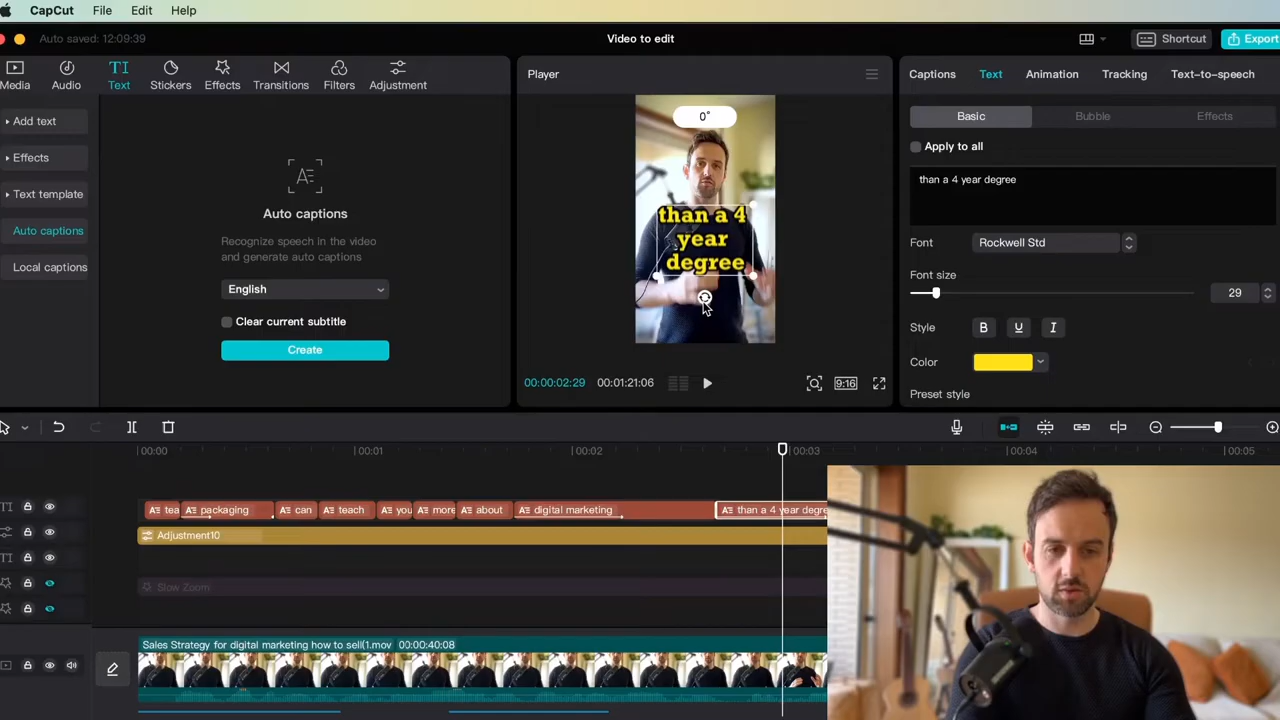 CapCut File Edit Help
Auto saved: 12:09:39
Video to edit
Shortcut
Export
Media
Audio
Text
Stickers
Effects
Transitions
Filters
Adjustment
Add text
Effects
Text template
Auto captions
Local captions
Auto captions
Recognize speech in the video
and generate auto captions
English
Clear current subtitle
Create
Player
0°
than a 4
year
degree
00:00:02:29 00:01:21:06
9:16
Captions Text Animation Tracking Text-to-speech
Basic Bubble Effects
Apply to all
than a 4 year degree
Font Rockwell Std
Font size
29
Style B U I
Color
Preset style
00:00 00:01 00:02 00:03 00:04 00:05
tea packaging can teach you more about digital marketing than a 4 year degre
Adjustment10
Slow Zoom
Sales Strategy for digital marketing how to sell(1.mov 00:00:40:08